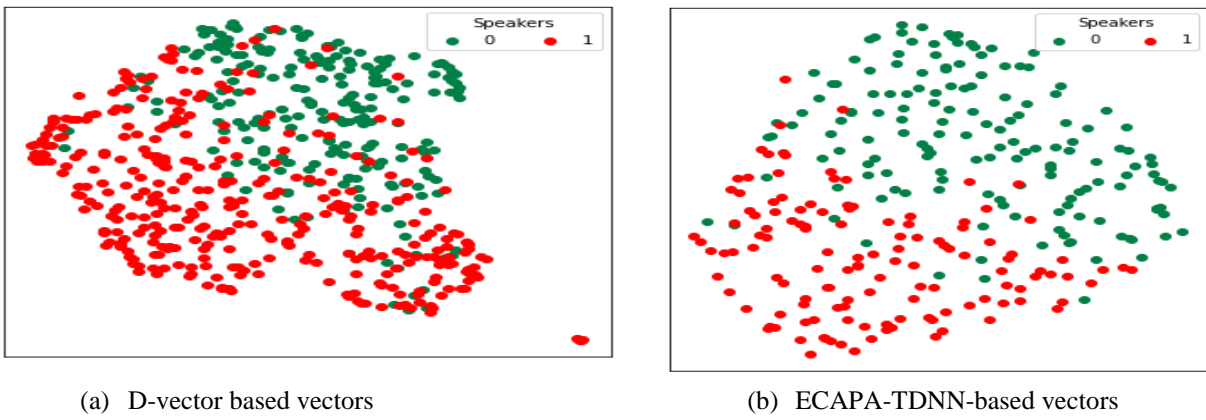 Speakers
0 1
Speakers
0 1
(a) D-vector based vectors
(b) ECAPA-TDNN-based vectors